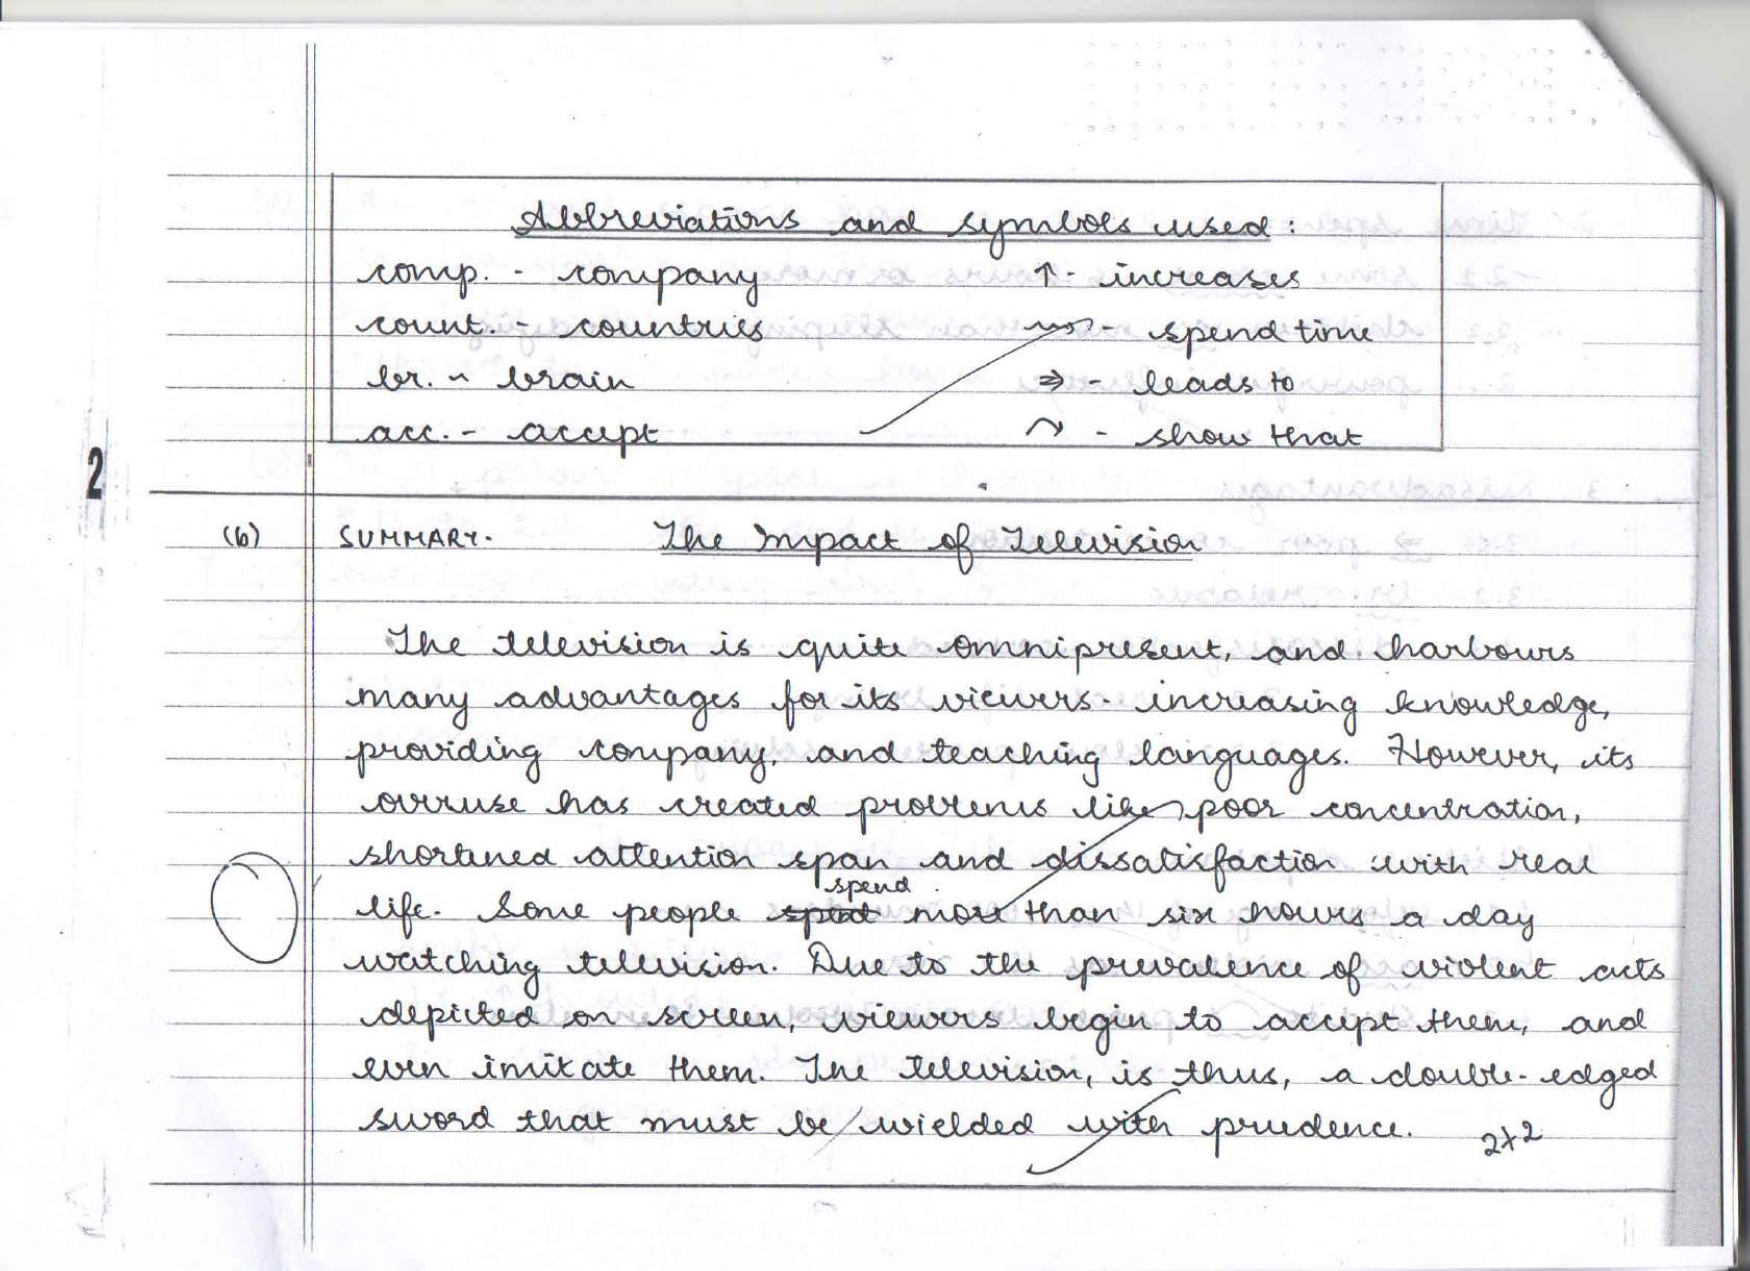 Abbreviations and symbols used:
comp. - company ↑ - increases
count. - countries ~> - spend time
br. - brain ⇒ - leads to
acc. - accept ↷ - show that
2
(b) SUMMARY. The Impact of Television
The television is quite omnipresent, and harbours
many advantages for its viewers - increasing knowledge,
providing company, and teaching languages. However, its
overuse has created problems like poor concentration,
shortened attention span and dissatisfaction with real
life. Some people spend more than six hours a day
watching television. Due to the prevalence of violent acts
depicted on screen, viewers begin to accept them, and
even imitate them. The television, is thus, a double-edged
sword that must be wielded with prudence. 2+2